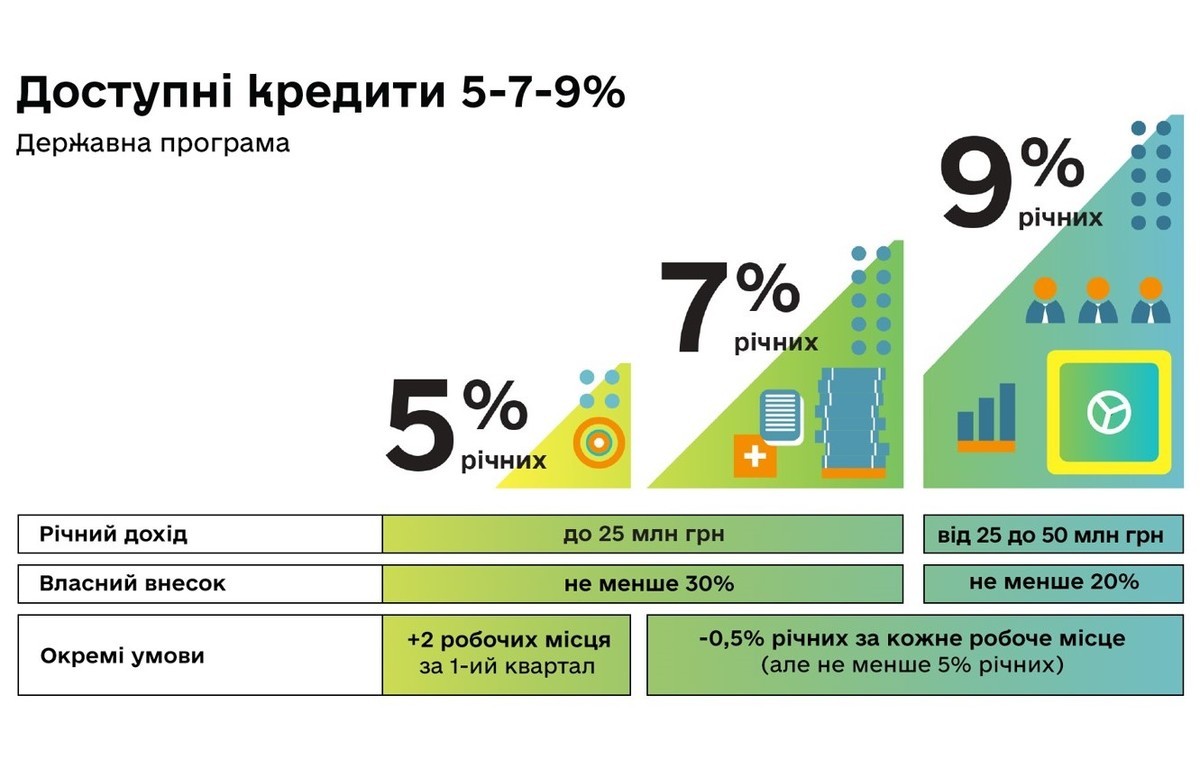 Доступні кредити 5-7-9%
Державна програма
5%
річних
7%
річних
9%
річних
Річний дохід
до 25 млн грн
від 25 до 50 млн грн
Власний внесок
не менше 30%
не менше 20%
Окремі умови
+2 робочих місця
за 1-ий квартал
-0,5% річних за кожне робоче місце
(але не менше 5% річних)